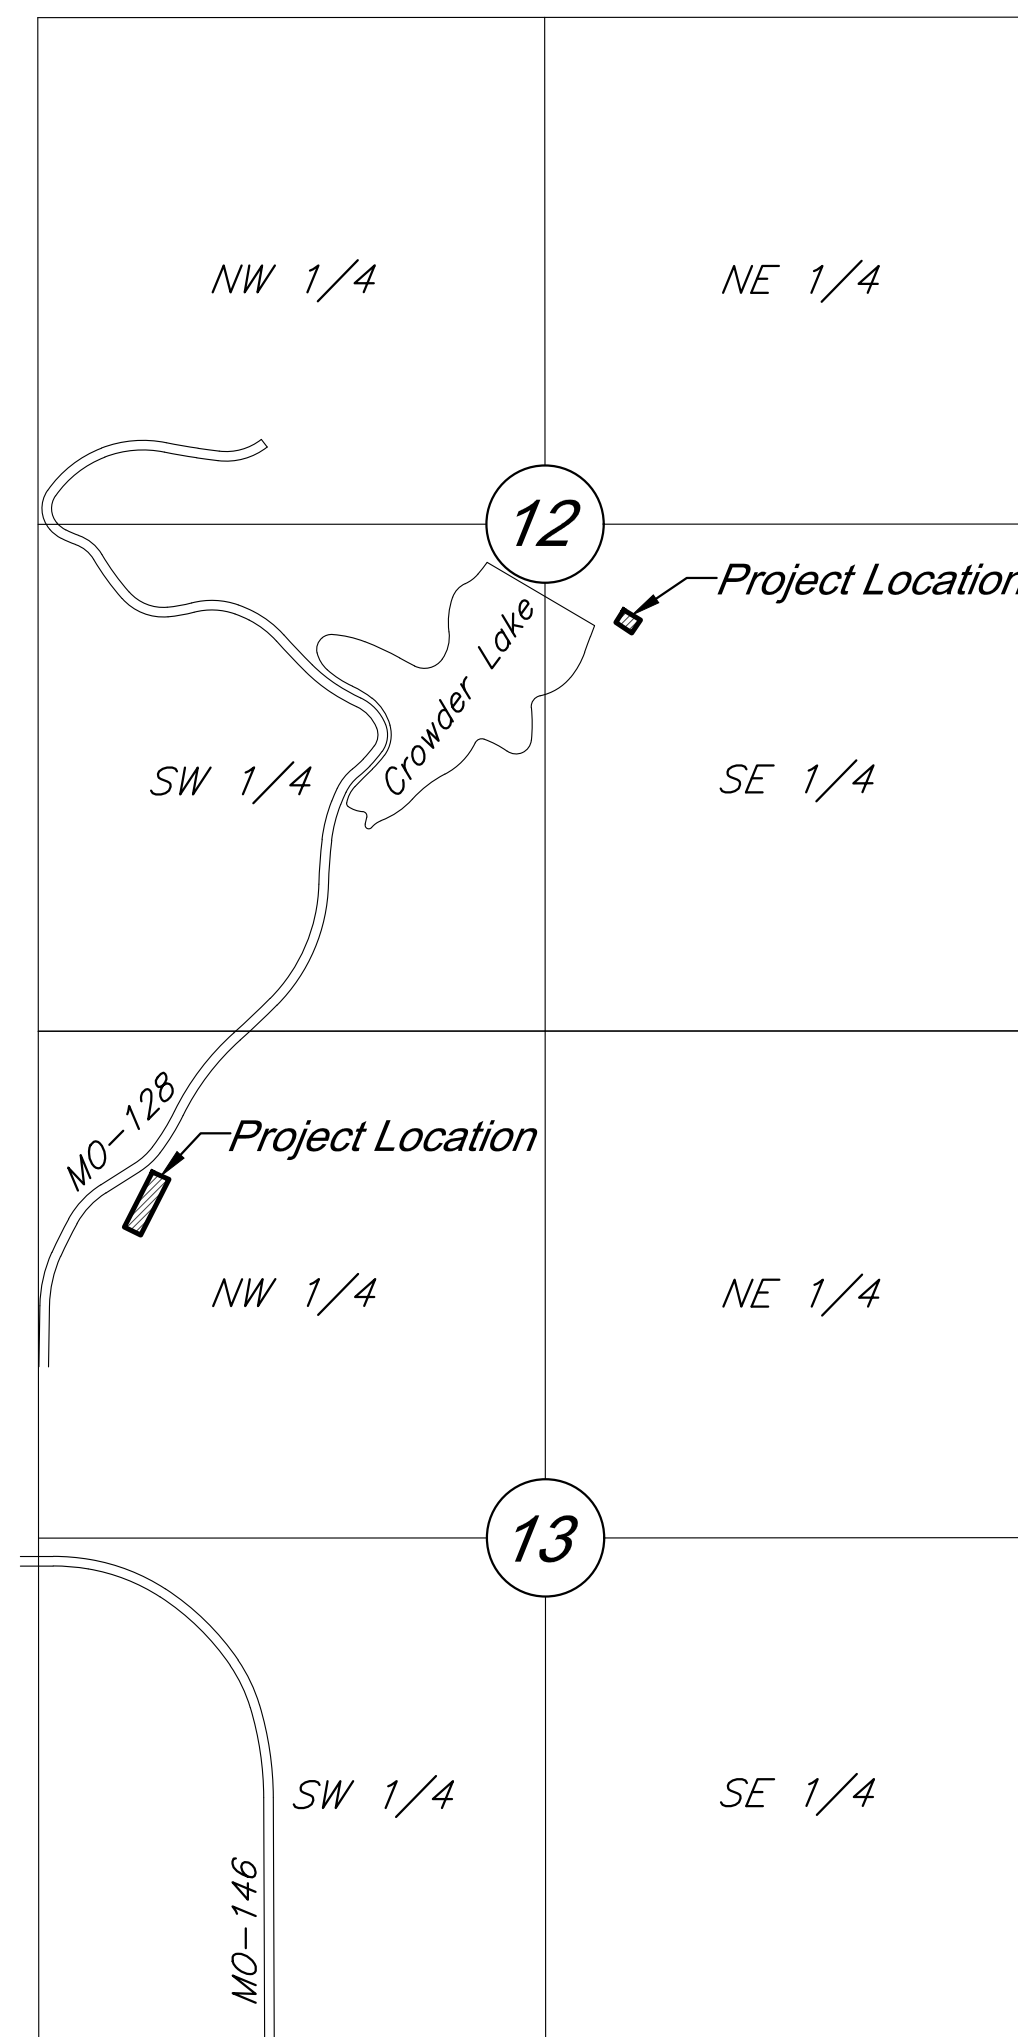 NW 1/4
NE 1/4
12
Project Location
Crowder Lake
SW 1/4
SE 1/4
MO-128
Project Location
NW 1/4
NE 1/4
13
SW 1/4
SE 1/4
MO-146